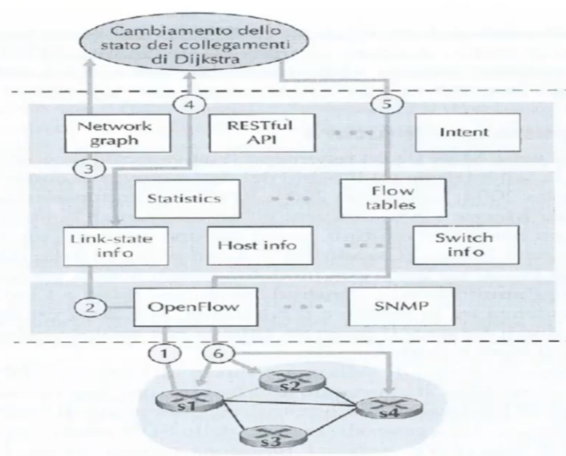 Cambiamento dello
stato dei collegamenti
di Dijkstra
4
5
Network
graph
RESTful
API
Intent
3
Statistics
Flow
tables
Link-state
info
Host info
Switch
info
2
OpenFlow
SNMP
1
6
s2
s1
s4
s3